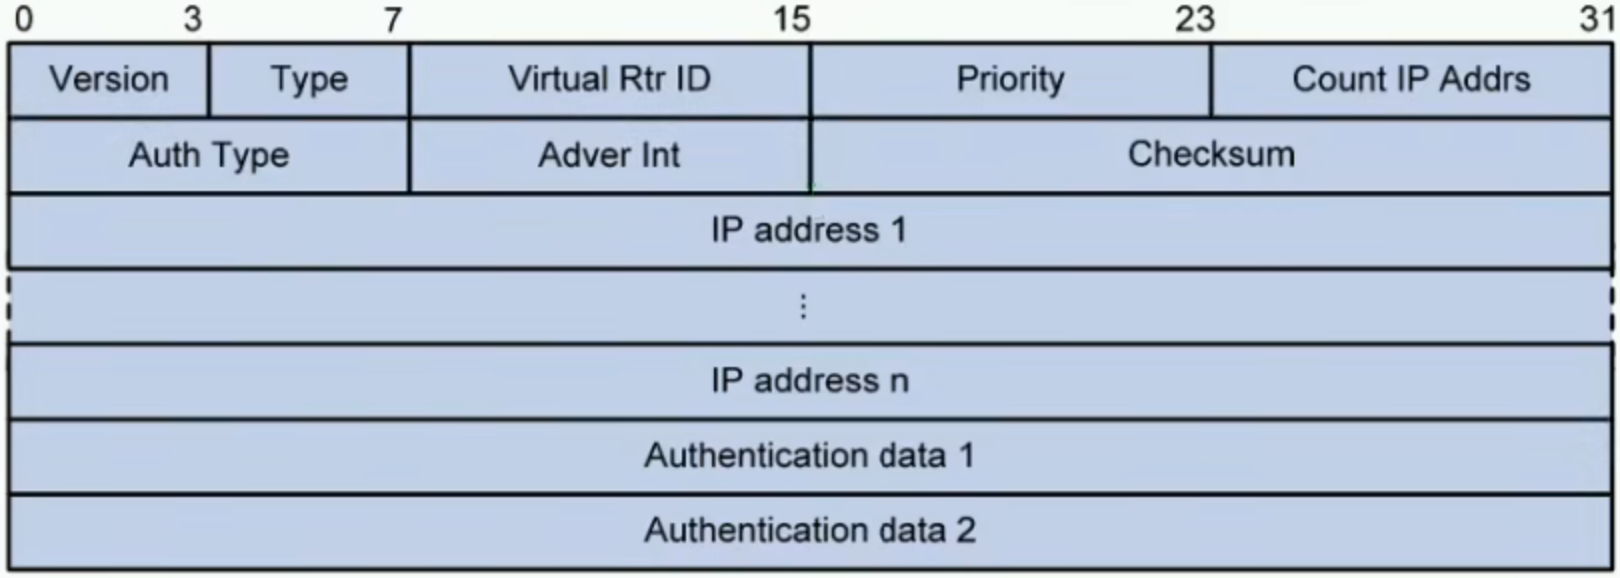 0 3 7 15 23 31
Version Type Virtual Rtr ID Priority Count IP Addrs
Auth Type Adver Int Checksum
IP address 1
⋮
IP address n
Authentication data 1
Authentication data 2